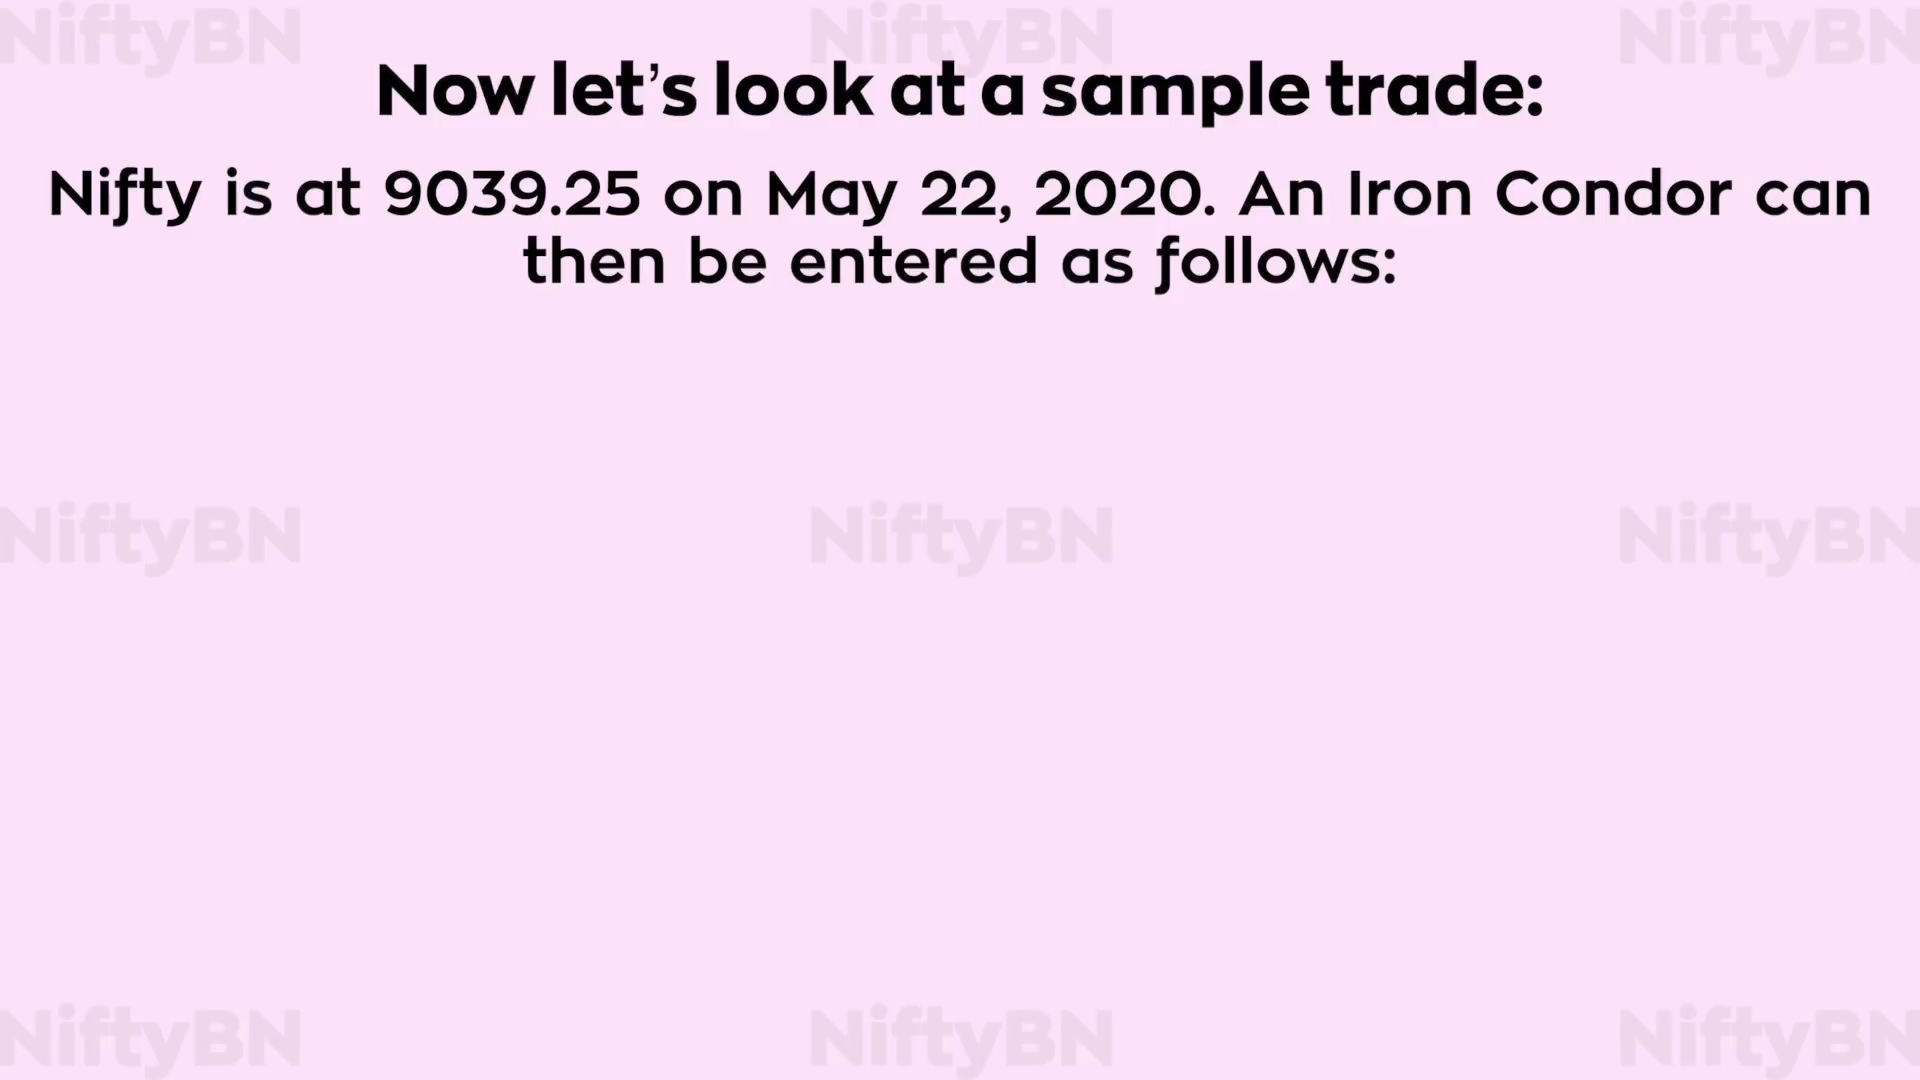 NiftyBN NiftyBN NiftyBN
Now let's look at a sample trade:
Nifty is at 9039.25 on May 22, 2020. An Iron Condor can
then be entered as follows:
NiftyBN NiftyBN NiftyBN
NiftyBN NiftyBN NiftyBN